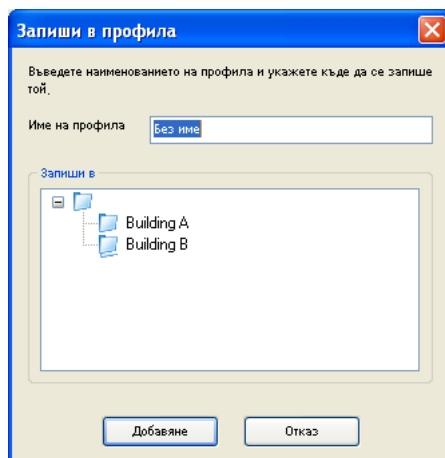 Запиши в профила
Въведете наименованието на профила и укажете къде да се запише
той.
Име на профила
Без име
Запиши в
Building A
Building B
Добавяне
Отказ